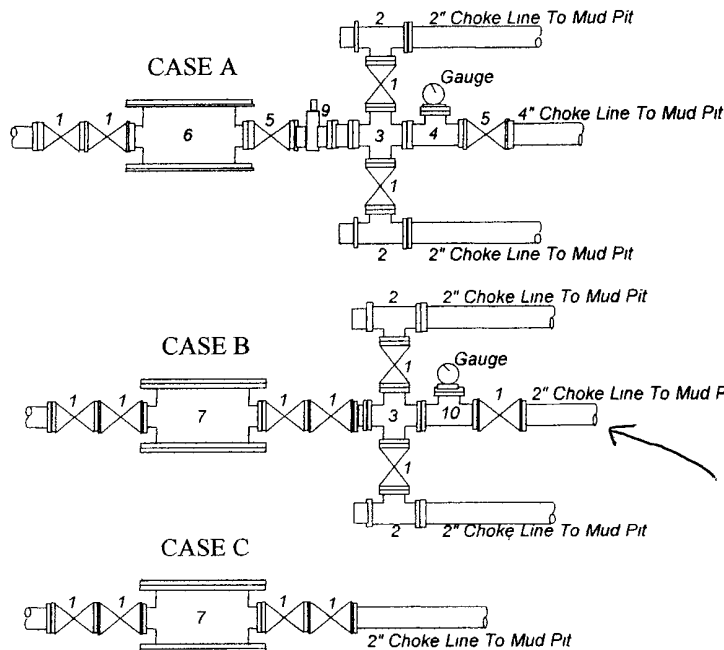 2 2" Choke Line To Mud Pit
CASE A
1 Gauge
1 1 6 5 9 3 4 5 4" Choke Line To Mud Pit
1
2 2" Choke Line To Mud Pit
2 2" Choke Line To Mud Pit
CASE B
1 Gauge
1 1 7 1 1 3 10 1 2" Choke Line To Mud P
1
2 2" Choke Line To Mud Pit
CASE C
1 1 7 1 1
2" Choke Line To Mud Pit